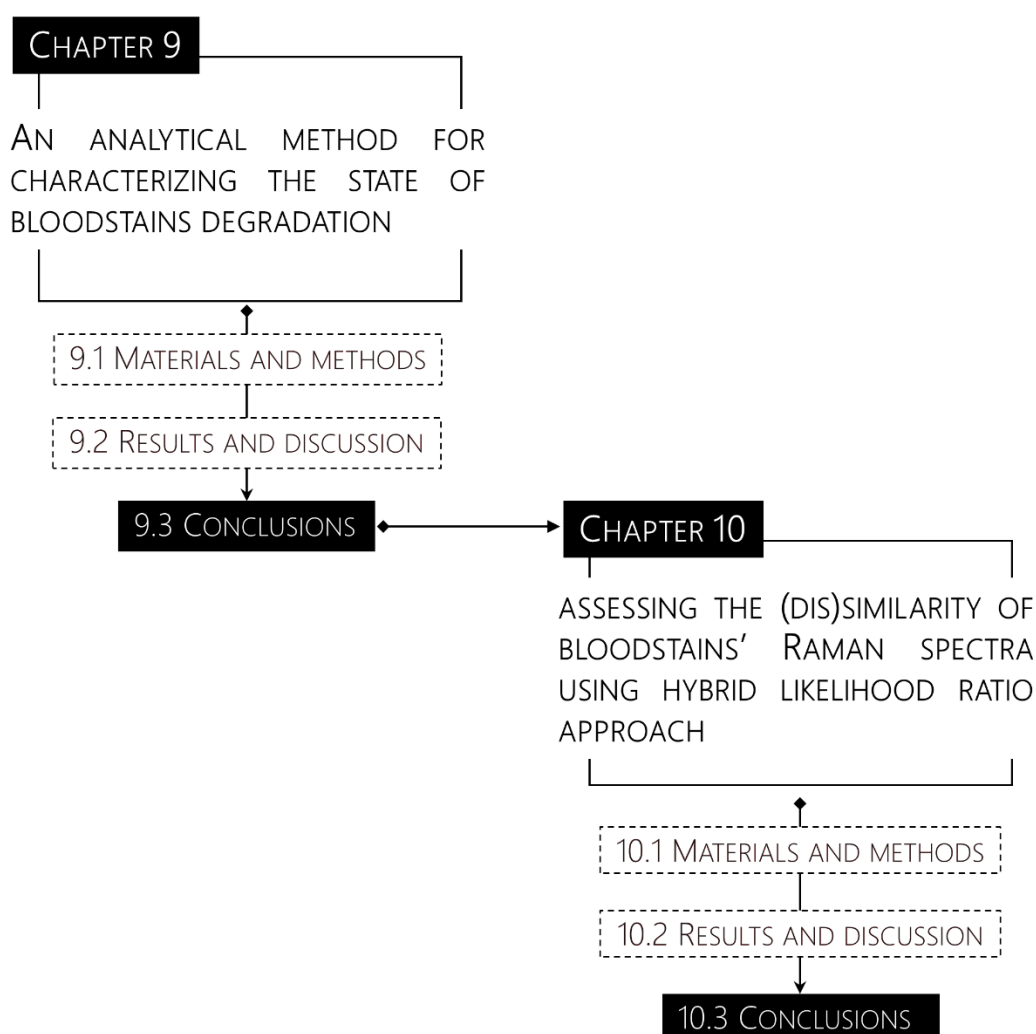 CHAPTER 9
AN ANALYTICAL METHOD FOR
CHARACTERIZING THE STATE OF
BLOODSTAINS DEGRADATION
9.1 MATERIALS AND METHODS
9.2 RESULTS AND DISCUSSION
9.3 CONCLUSIONS
CHAPTER 10
ASSESSING THE (DIS)SIMILARITY OF
BLOODSTAINS' RAMAN SPECTRA
USING HYBRID LIKELIHOOD RATIO
APPROACH
10.1 MATERIALS AND METHODS
10.2 RESULTS AND DISCUSSION
10.3 CONCLUSIONS